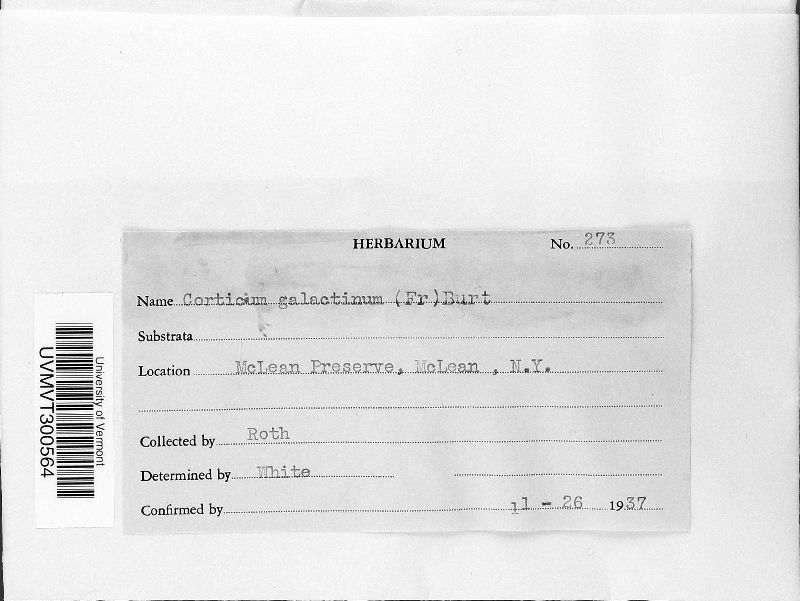 HERBARIUM No. 273
Name Corticium galactinum (Fr)Burt
Substrata
Location McLean Preserve, McLean , N.Y.
Collected by Roth
Determined by White
Confirmed by 11 - 26 1937
University of Vermont
UVMVT300564